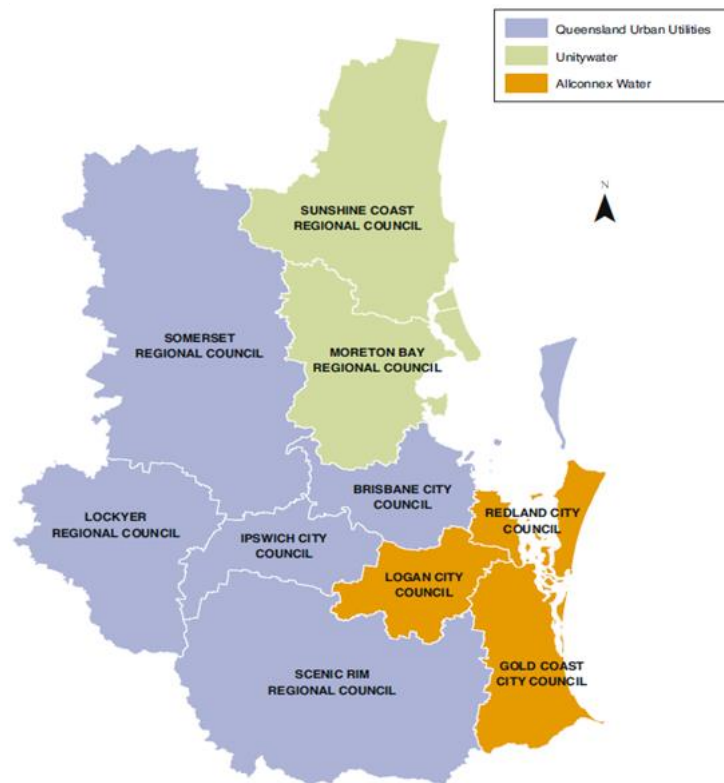 Queensland Urban Utilities
Unitywater
Allconnex Water
N
SUNSHINE COAST
REGIONAL COUNCIL
SOMERSET
REGIONAL COUNCIL
MORETON BAY
REGIONAL COUNCIL
BRISBANE CITY
COUNCIL
REDLAND CITY
COUNCIL
LOCKYER
REGIONAL COUNCIL
IPSWICH CITY
COUNCIL
LOGAN CITY
COUNCIL
SCENIC RIM
REGIONAL COUNCIL
GOLD COAST
CITY COUNCIL